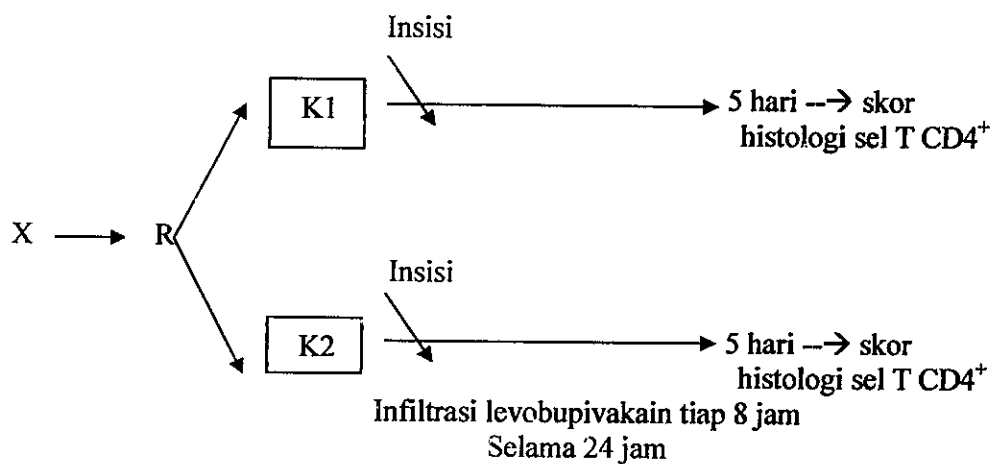 Insisi
K1
5 hari --→ skor
histologi sel T CD4⁺
X
R
Insisi
K2
5 hari --→ skor
histologi sel T CD4⁺
Infiltrasi levobupivakain tiap 8 jam
Selama 24 jam